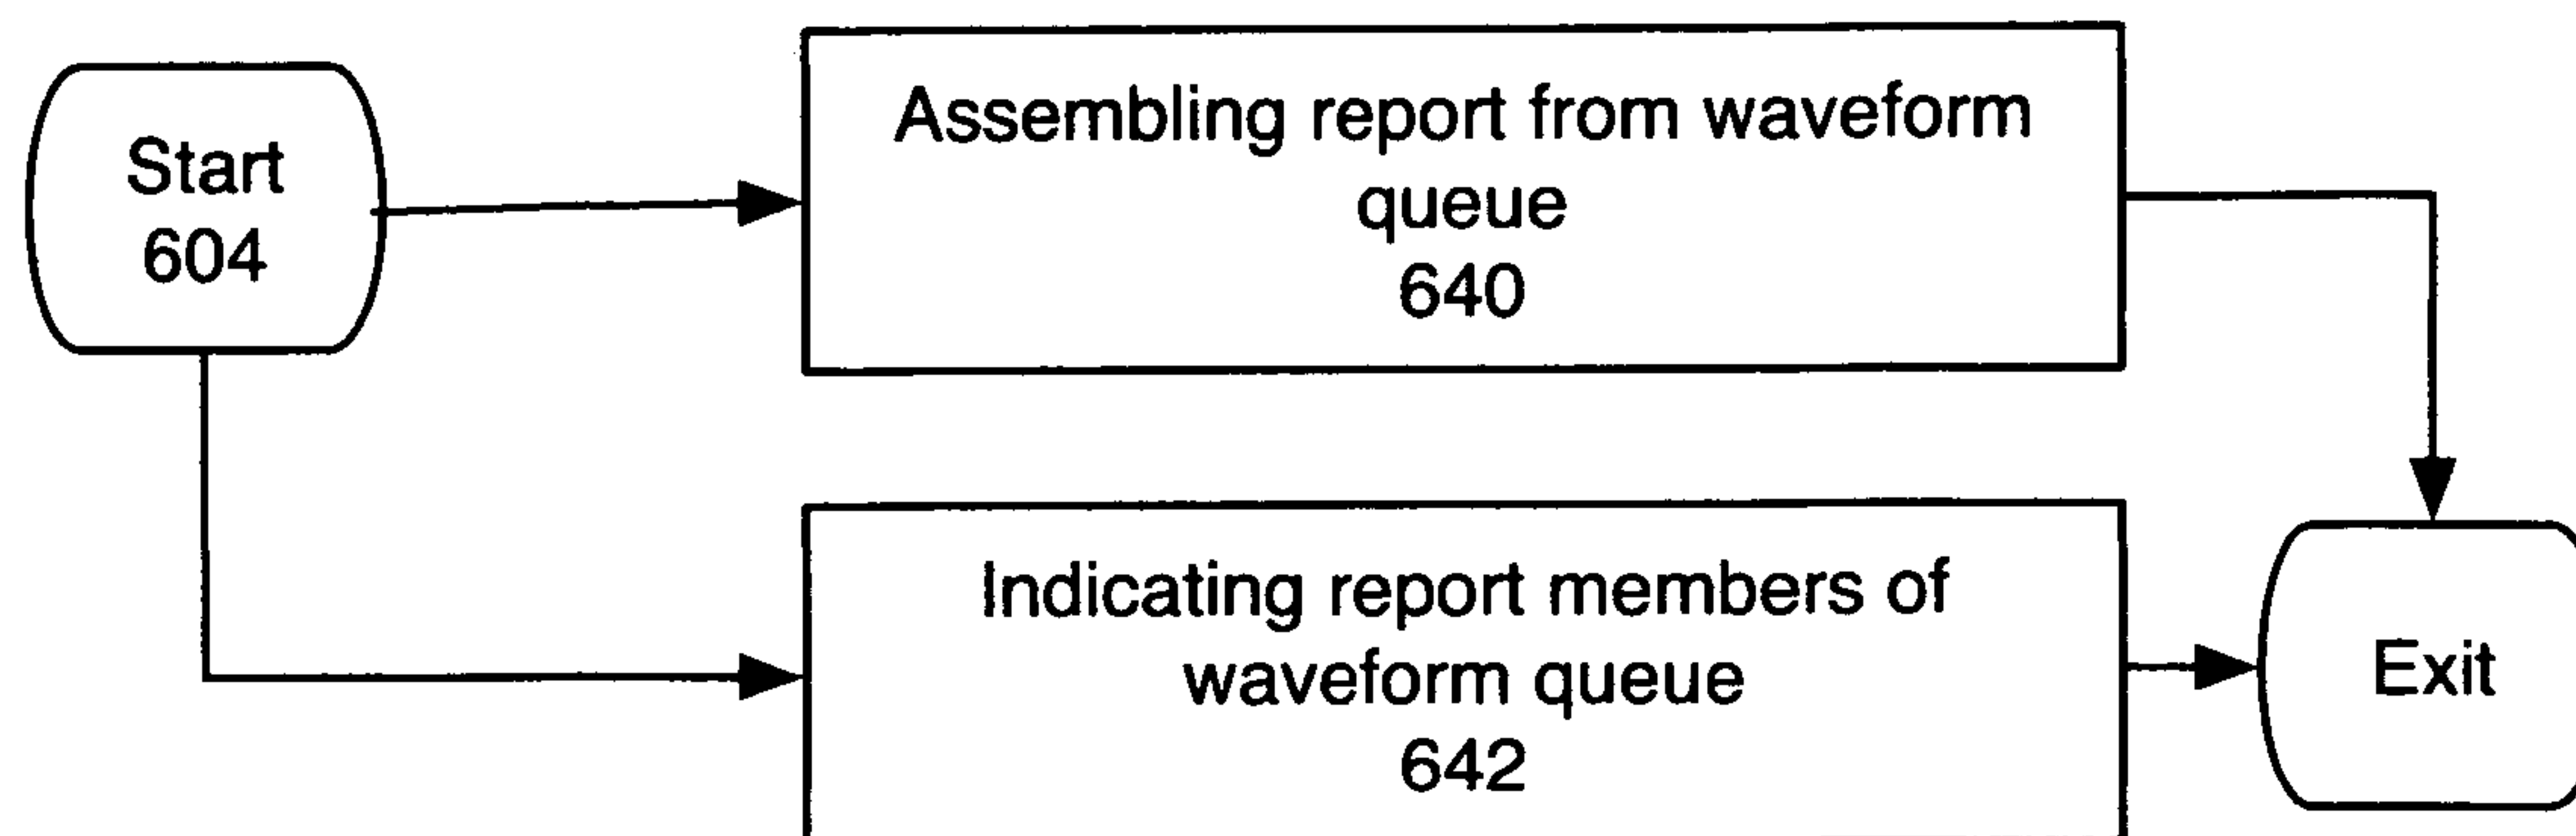 Start
604
Assembling report from waveform
queue
640
Indicating report members of
waveform queue
642
Exit